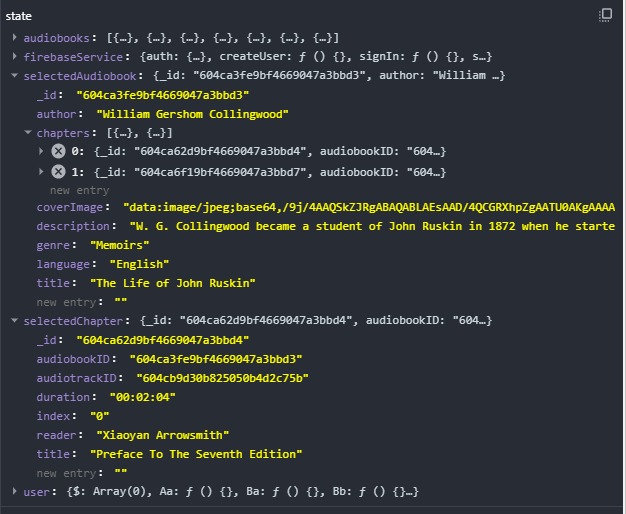 state
audiobooks: [{…}, {…}, {…}, {…}, {…}, {…}, {…}]
firebaseService: {auth: {…}, createUser: ƒ () {}, signIn: ƒ () {}, s…}
selectedAudiobook: {_id: "604ca3fe9bf4669047a3bbd3", author: "William …}
_id: "604ca3fe9bf4669047a3bbd3"
author: "William Gershom Collingwood"
chapters: [{…}, {…}]
0: {_id: "604ca62d9bf4669047a3bbd4", audiobookID: "604…}
1: {_id: "604ca6f19bf4669047a3bbd7", audiobookID: "604…}
new entry
coverImage: "data:image/jpeg;base64,/9j/4AAQSkZJRgABAQABLAEsAAD/4QCGRXhpZgAATU0AKgAAAA
description: "W. G. Collingwood became a student of John Ruskin in 1872 when he starte
genre: "Memoirs"
language: "English"
title: "The Life of John Ruskin"
new entry: ""
selectedChapter: {_id: "604ca62d9bf4669047a3bbd4", audiobookID: "604…}
_id: "604ca62d9bf4669047a3bbd4"
audiobookID: "604ca3fe9bf4669047a3bbd3"
audiotrackID: "604cb9d30b825050b4d2c75b"
duration: "00:02:04"
index: "0"
reader: "Xiaoyan Arrowsmith"
title: "Preface To The Seventh Edition"
new entry: ""
user: {$: Array(0), Aa: ƒ () {}, Ba: ƒ () {}, Bb: ƒ () {}…}